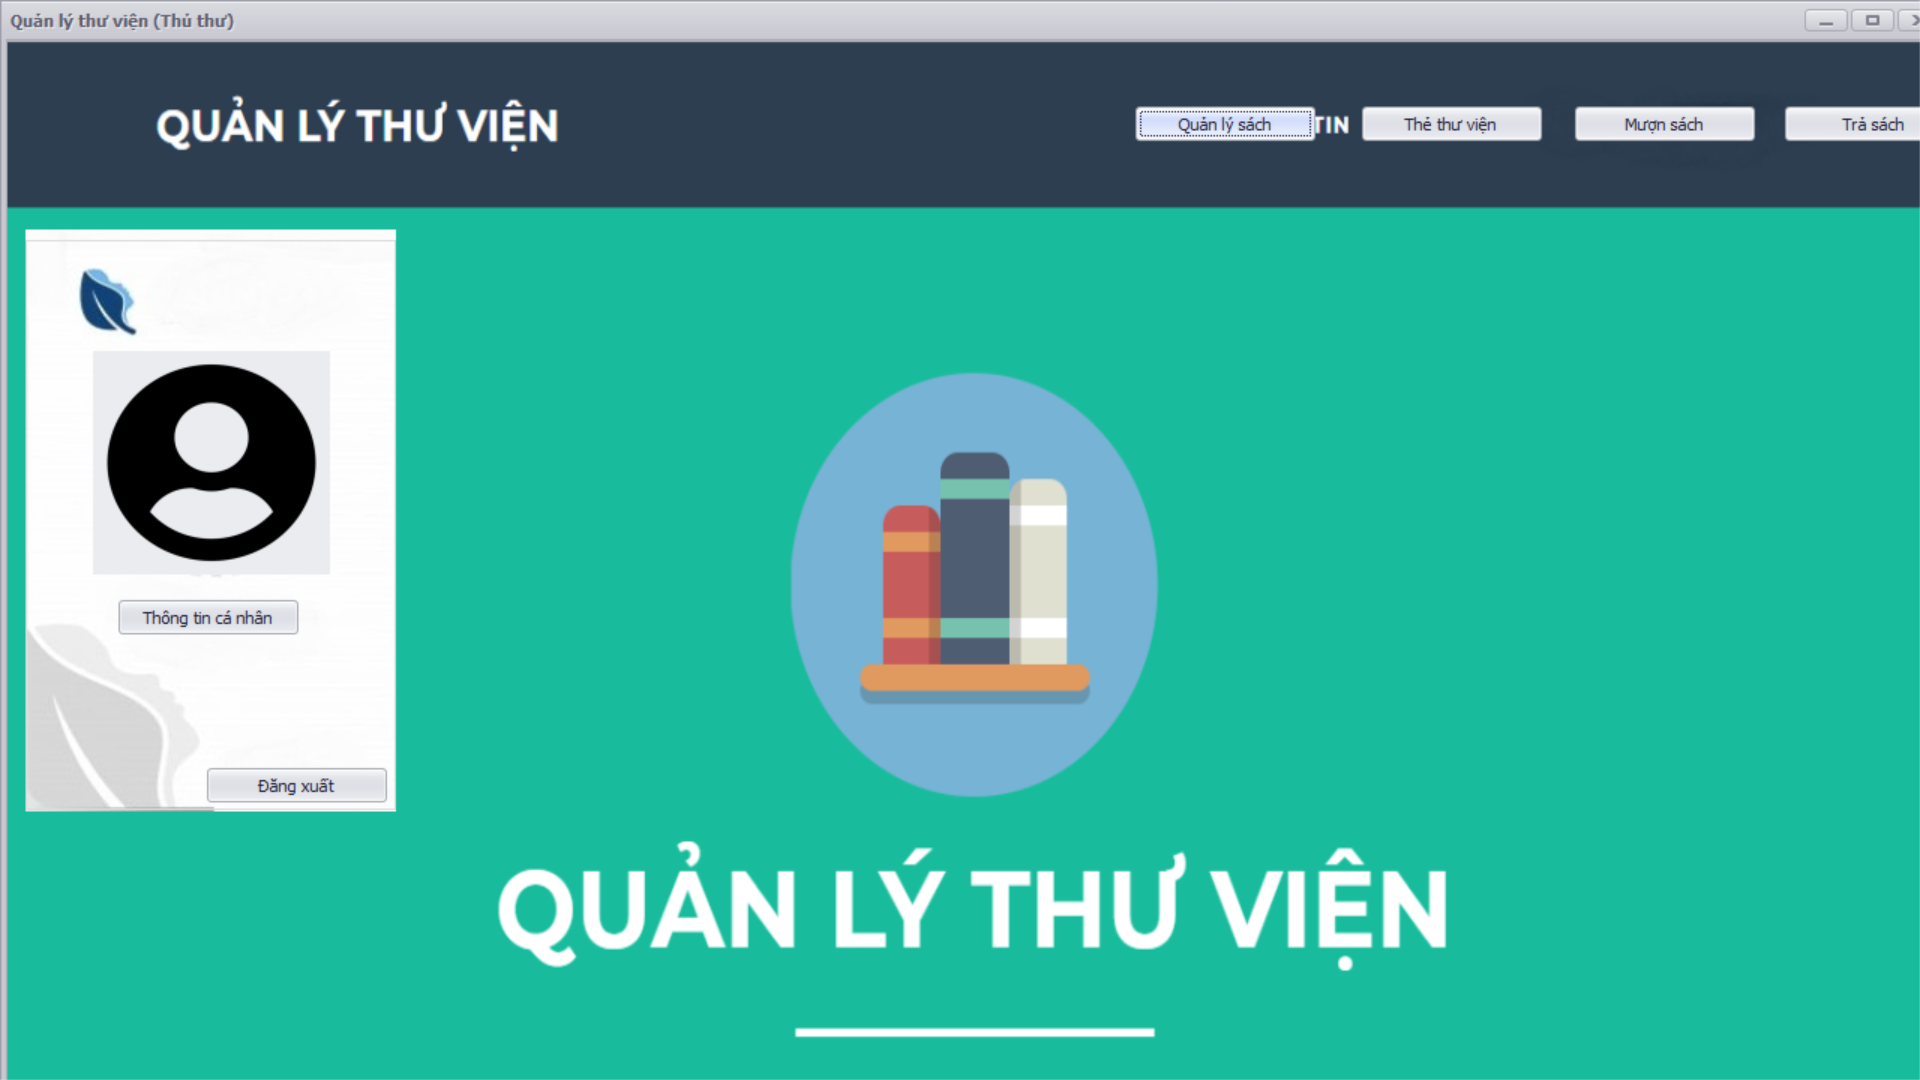 Quản lý thư viện (Thủ thư)
QUẢN LÝ THƯ VIỆN
Quản lý sách TIN Thẻ thư viện Mượn sách Trả sách
Thông tin cá nhân
Đăng xuất
QUẢN LÝ THƯ VIỆN